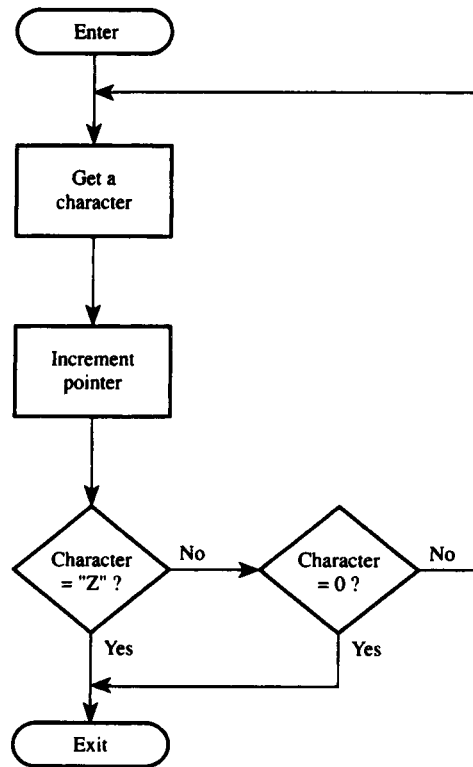 Enter
Get a
character
Increment
pointer
Character
= "Z" ?
No
Character
= 0 ?
No
Yes
Yes
Exit